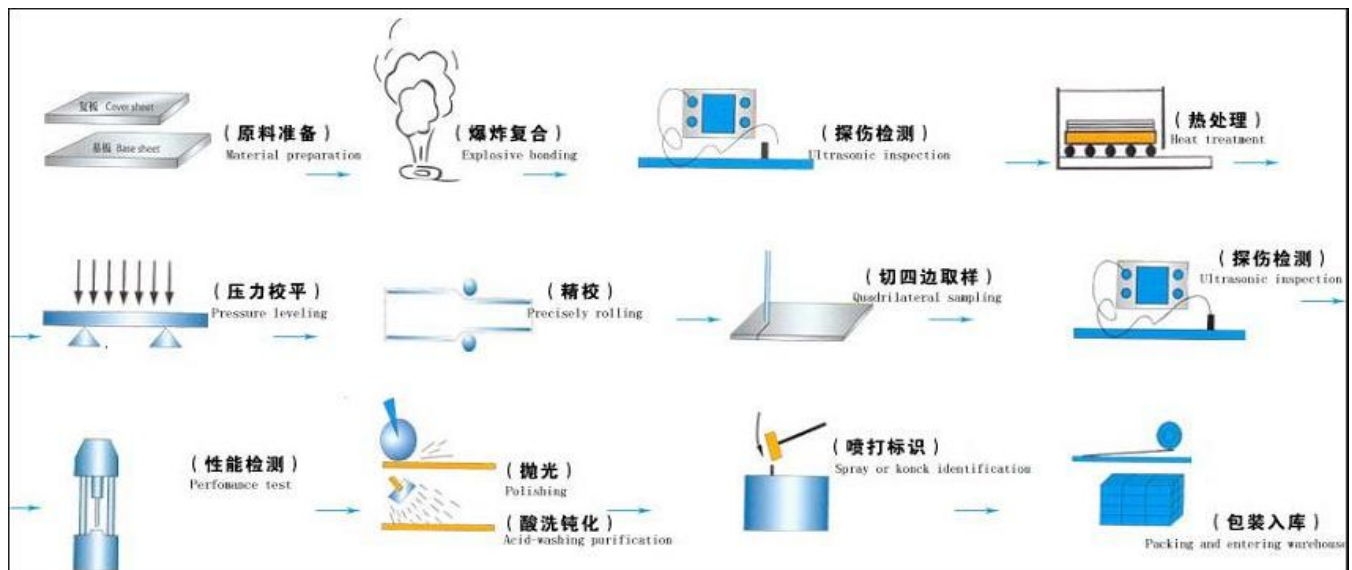 复板 Cover sheet
基板 Base sheet
(原料准备)
Material preparation
(爆炸复合)
Explosive bonding
(探伤检测)
Ultrasonic inspection
(热处理)
Heat treatment
(压力校平)
Pressure leveling
(精校)
Precisely rolling
(切四边取样)
Quadrilateral sampling
(探伤检测)
Ultrasonic inspection
(性能检测)
Perfomance test
(抛光)
Polishing
(酸洗钝化)
Acid-washing purification
(喷打标识)
Spray or konck identification
(包装入库)
Packing and entering warehouse